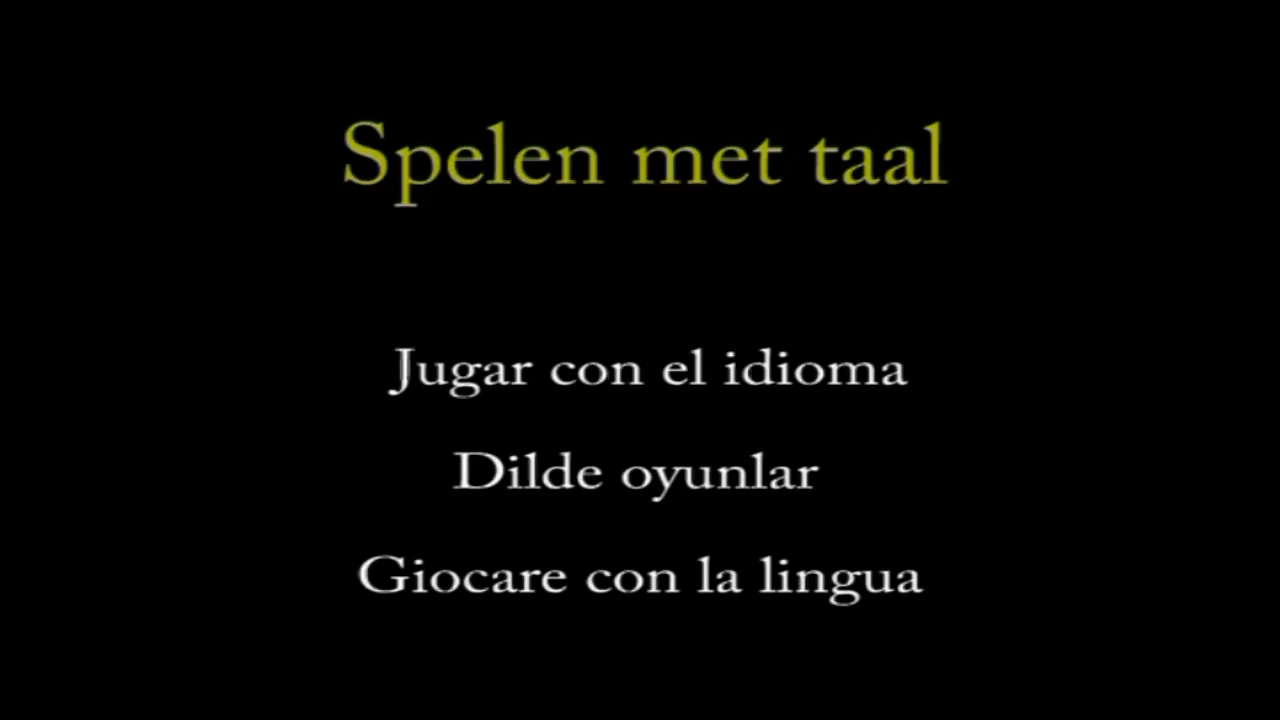 Spelen met taal
Jugar con el idioma
Dilde oyunlar
Giocare con la lingua